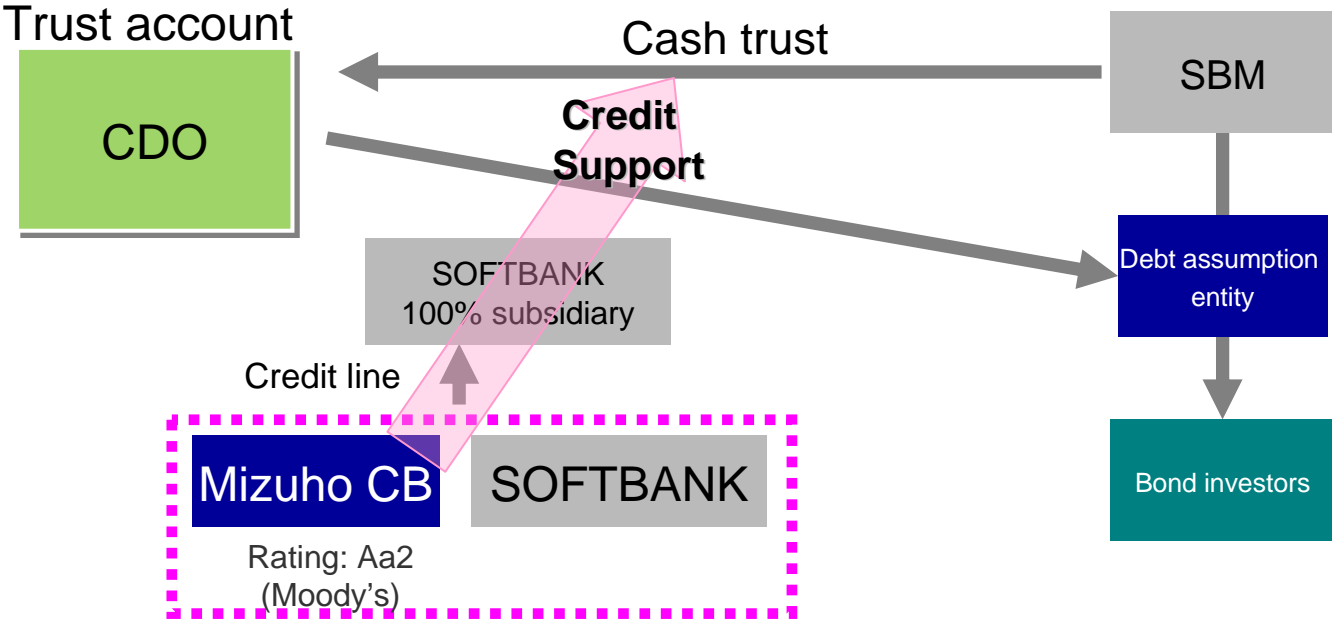 Trust account
Cash trust
SBM
CDO
Credit
Support
SOFTBANK
100% subsidiary
Debt assumption
entity
Credit line
Mizuho CB
SOFTBANK
Bond investors
Rating: Aa2
(Moody’s)